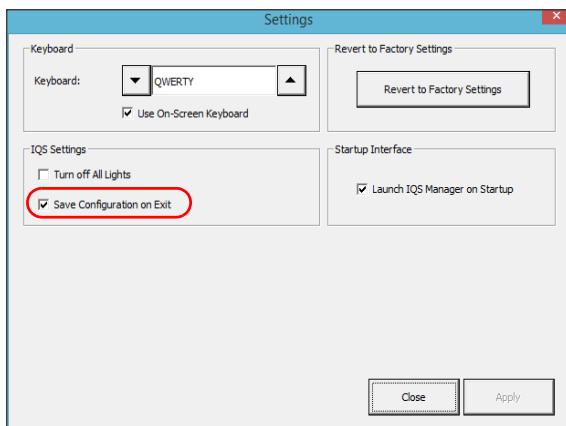 Settings
Keyboard
Keyboard:
QWERTY
Use On-Screen Keyboard
Revert to Factory Settings
Revert to Factory Settings
IQS Settings
Turn off All Lights
Save Configuration on Exit
Startup Interface
Launch IQS Manager on Startup
Close
Apply